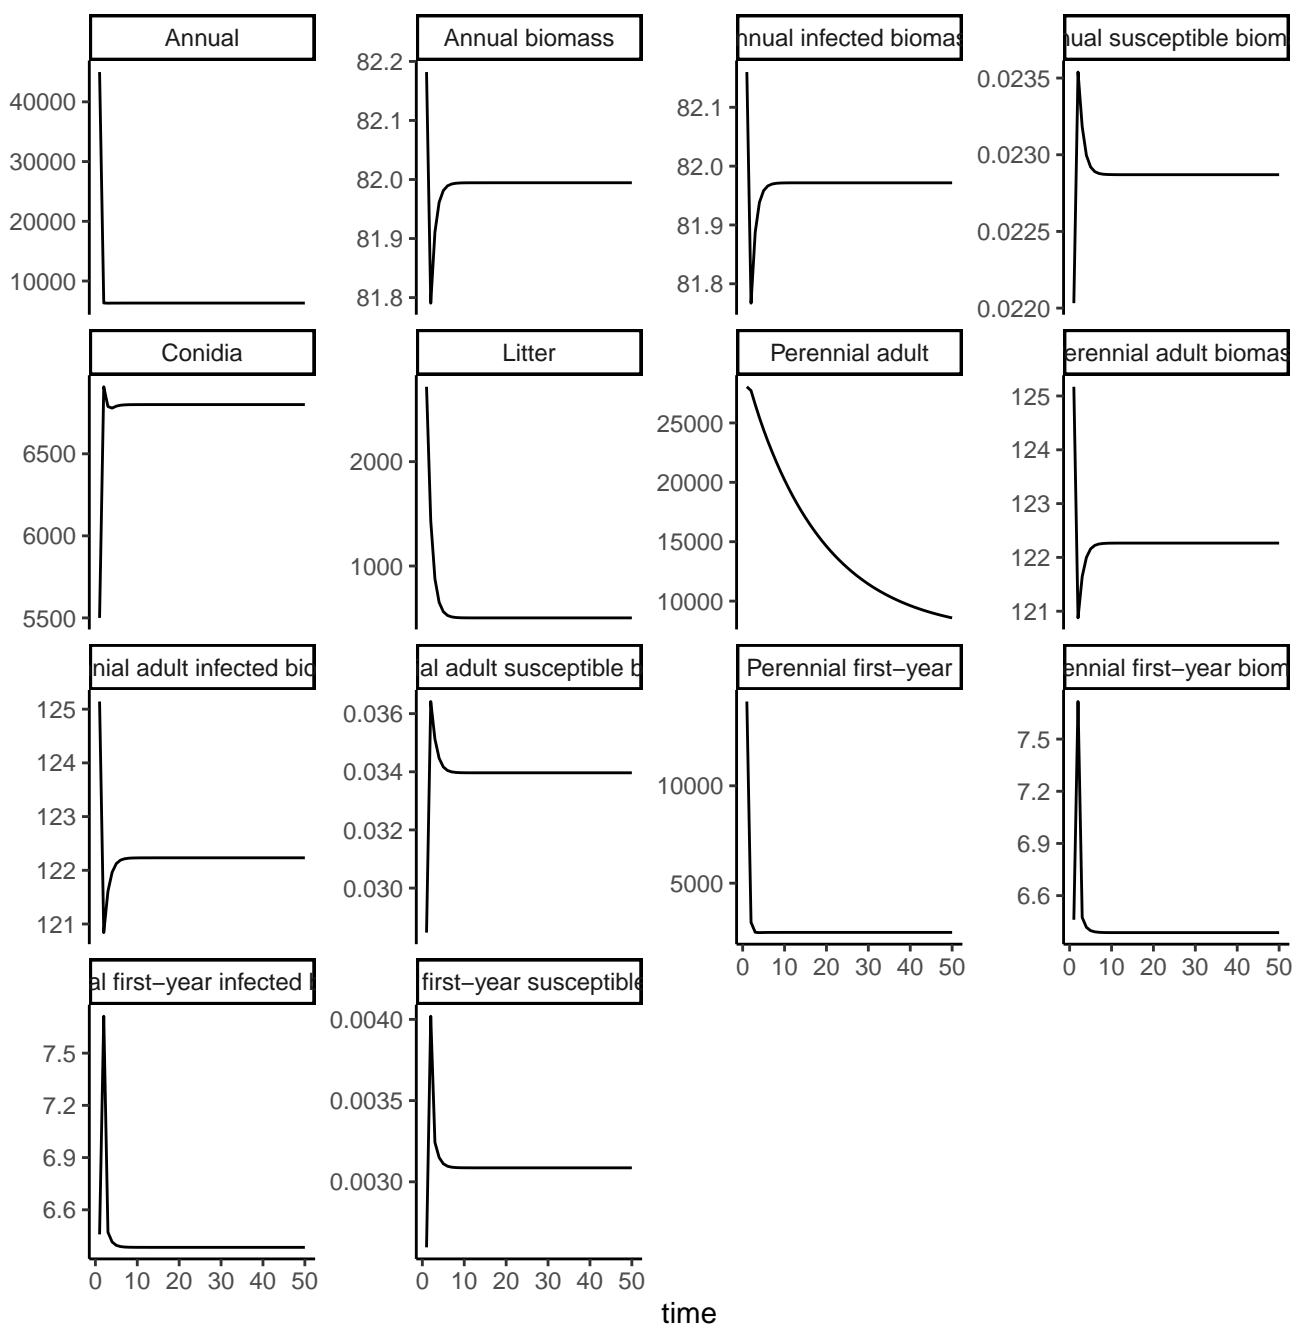 Annual
Annual biomass
nnual infected biomas
nual susceptible biom
40000
30000
20000
10000
82.2
82.1
82.0
81.9
81.8
82.1
82.0
81.9
81.8
0.0235
0.0230
0.0225
0.0220
Conidia
Litter
Perennial adult
erennial adult biomas
6500
6000
5500
2000
1000
25000
20000
15000
10000
125
124
123
122
121
nial adult infected bio
al adult susceptible b
Perennial first−year
ennial first−year biom
125
124
123
122
121
0.036
0.034
0.032
0.030
10000
5000
7.5
7.2
6.9
6.6
0 10 20 30 40 50
0 10 20 30 40 50
al first−year infected b
first−year susceptible
7.5
7.2
6.9
6.6
0.0040
0.0035
0.0030
0 10 20 30 40 50
0 10 20 30 40 50
time